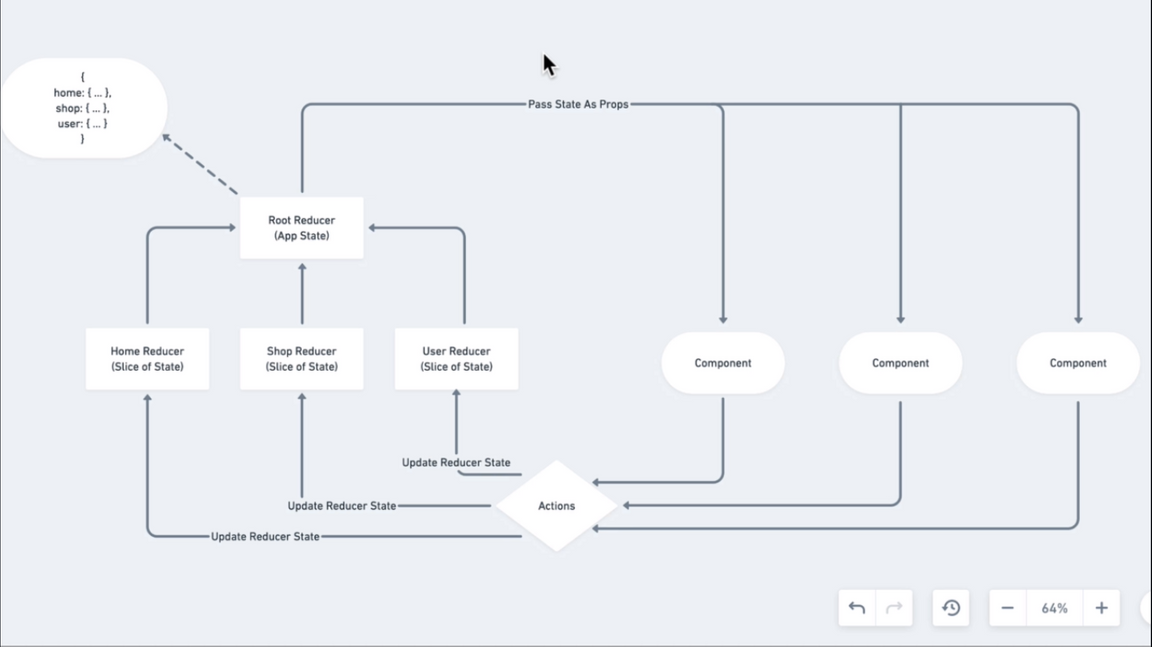 {
home: { ... },
shop: { ... },
user: { ... }
}
Pass State As Props
Root Reducer
(App State)
Home Reducer
(Slice of State)
Shop Reducer
(Slice of State)
User Reducer
(Slice of State)
Component
Component
Component
Update Reducer State
Actions
Update Reducer State
Update Reducer State
64%